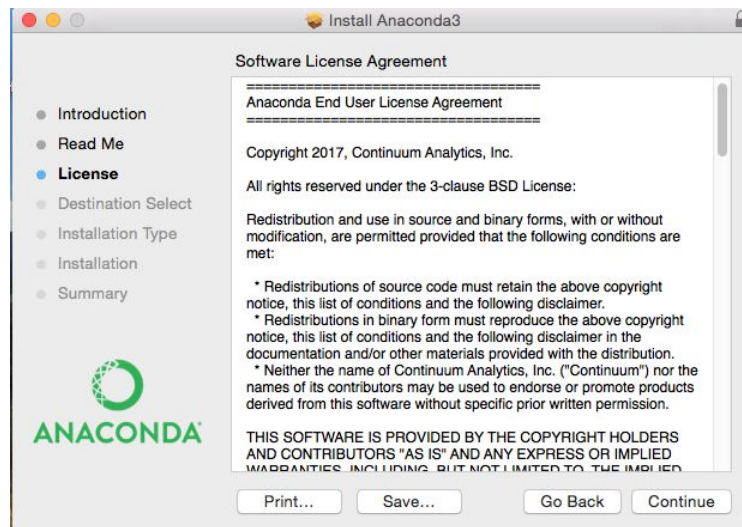 Install Anaconda3
Software License Agreement
Introduction
Read Me
License
Destination Select
Installation Type
Installation
Summary
ANACONDA
====================================
Anaconda End User License Agreement
====================================
Copyright 2017, Continuum Analytics, Inc.
All rights reserved under the 3-clause BSD License:
Redistribution and use in source and binary forms, with or without
modification, are permitted provided that the following conditions are
met:
* Redistributions of source code must retain the above copyright
notice, this list of conditions and the following disclaimer.
* Redistributions in binary form must reproduce the above copyright
notice, this list of conditions and the following disclaimer in the
documentation and/or other materials provided with the distribution.
* Neither the name of Continuum Analytics, Inc. ("Continuum") nor the
names of its contributors may be used to endorse or promote products
derived from this software without specific prior written permission.
THIS SOFTWARE IS PROVIDED BY THE COPYRIGHT HOLDERS
AND CONTRIBUTORS "AS IS" AND ANY EXPRESS OR IMPLIED
WARRANTIES, INCLUDING, BUT NOT LIMITED TO, THE IMPLIED
Print...
Save...
Go Back
Continue